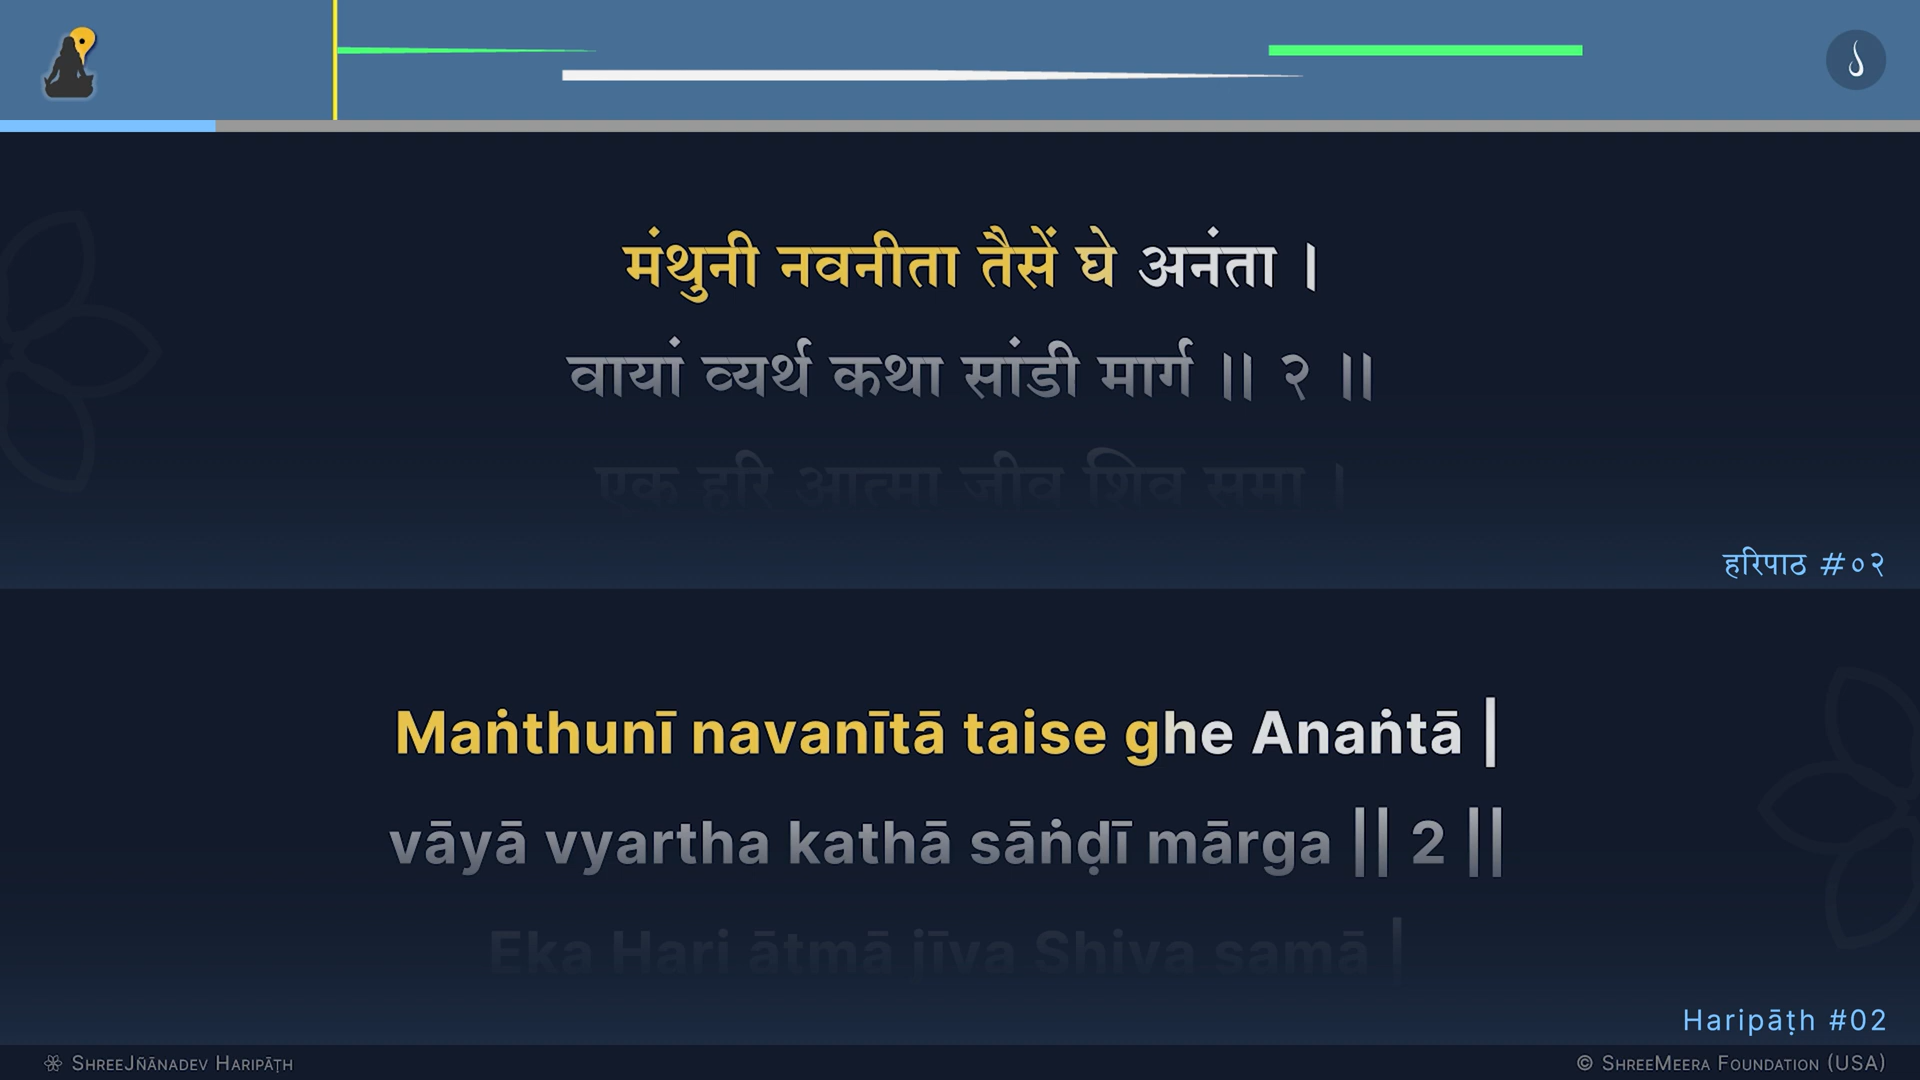 मंथुनी नवनीता तैसें घे अनंता ।
वायां व्यर्थ कथा सांडी मार्ग ॥ २ ॥
एक हरि आत्मा जीव शिव समा ।
हरिपाठ #०२
Maṅthunī navanītā taise ghe Anaṅtā |
vāyā vyartha kathā sāṅḍī mārga || 2 ||
Eka Hari ātmā jīva Shiva samā |
Haripāṭh #02
ShreeJñānadev Haripāṭh
© ShreeMeera Foundation (USA)